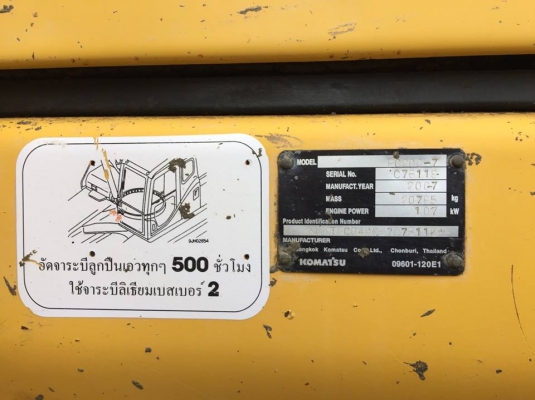 9JH02894
อัดจาระบีลูกปืนเอวทุกๆ 500 ชั่วโมง
ใช้จาระบีลิเธียมเบสเบอร์ 2
MODEL
SERIAL No.
MANUFACT. YEAR
MASS kg
ENGINE POWER 107 kW
Product Identification Number
MANUFACTURER
Bangkok Komatsu Co., Ltd., Chonburi, Thailand
KOMATSU 09601-120E1